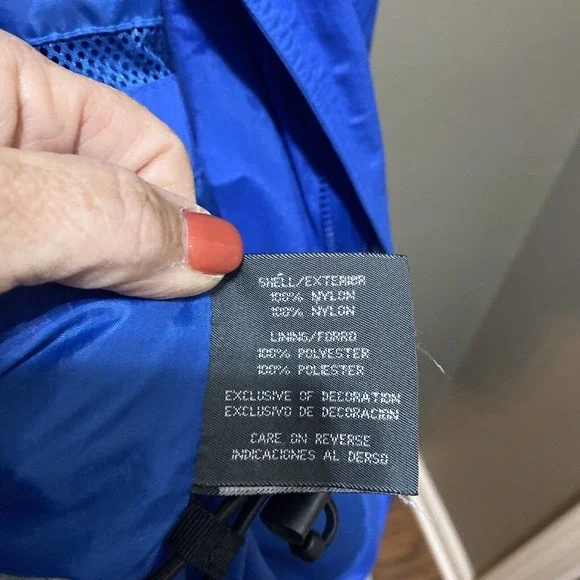 SHELL/EXTERIOR
100% NYLON
100% NYLON
LINING/FORRO
100% POLYESTER
100% POLIESTER
EXCLUSIVE OF DECORATION
EXCLUSIVO DE DECORACION
CARE ON REVERSE
INDICACIONES AL DERSO